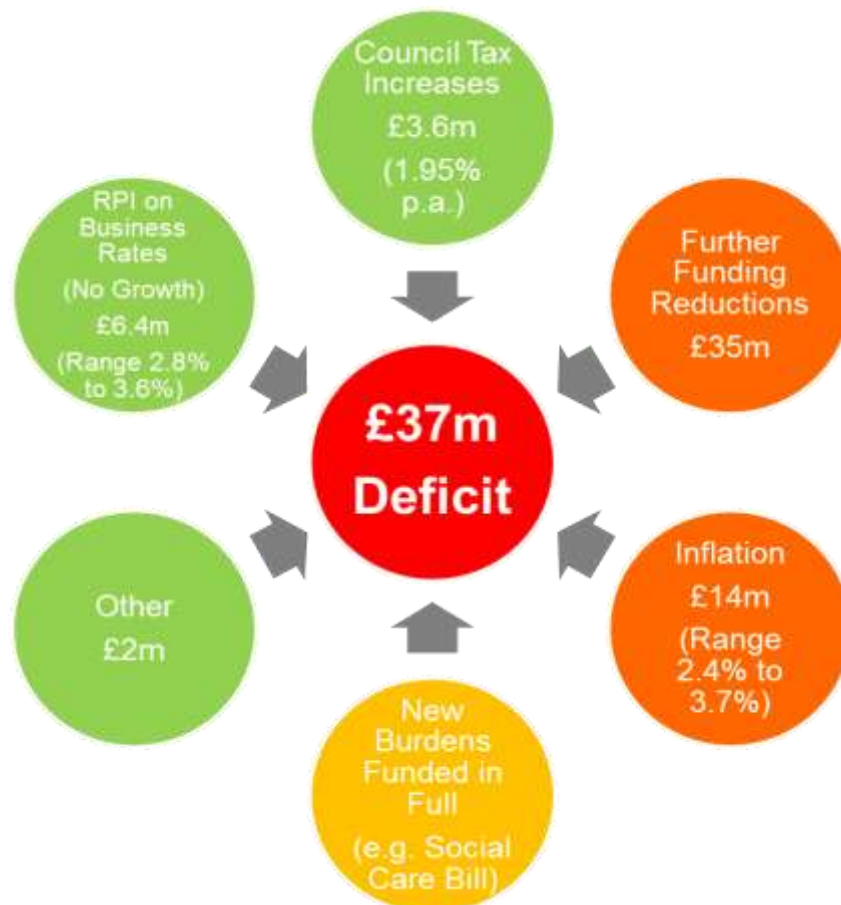 Council Tax
Increases
£3.6m
(1.95%
p.a.)
RPI on
Business
Rates
(No Growth)
£6.4m
(Range 2.8%
to 3.6%)
Further
Funding
Reductions
£35m
£37m
Deficit
Other
£2m
Inflation
£14m
(Range
2.4% to
3.7%)
New
Burdens
Funded in
Full
(e.g. Social
Care Bill)